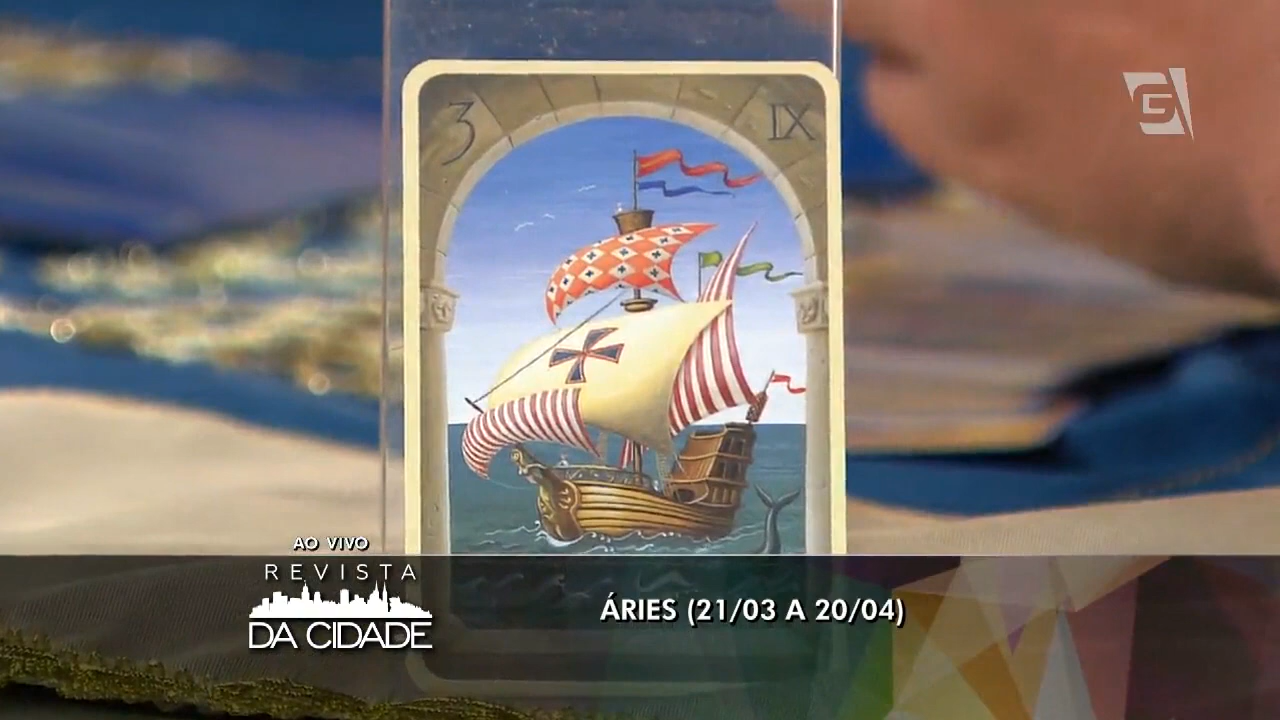 3 IX
G
AO VIVO
REVISTA
DA CIDADE
ÁRIES (21/03 A 20/04)